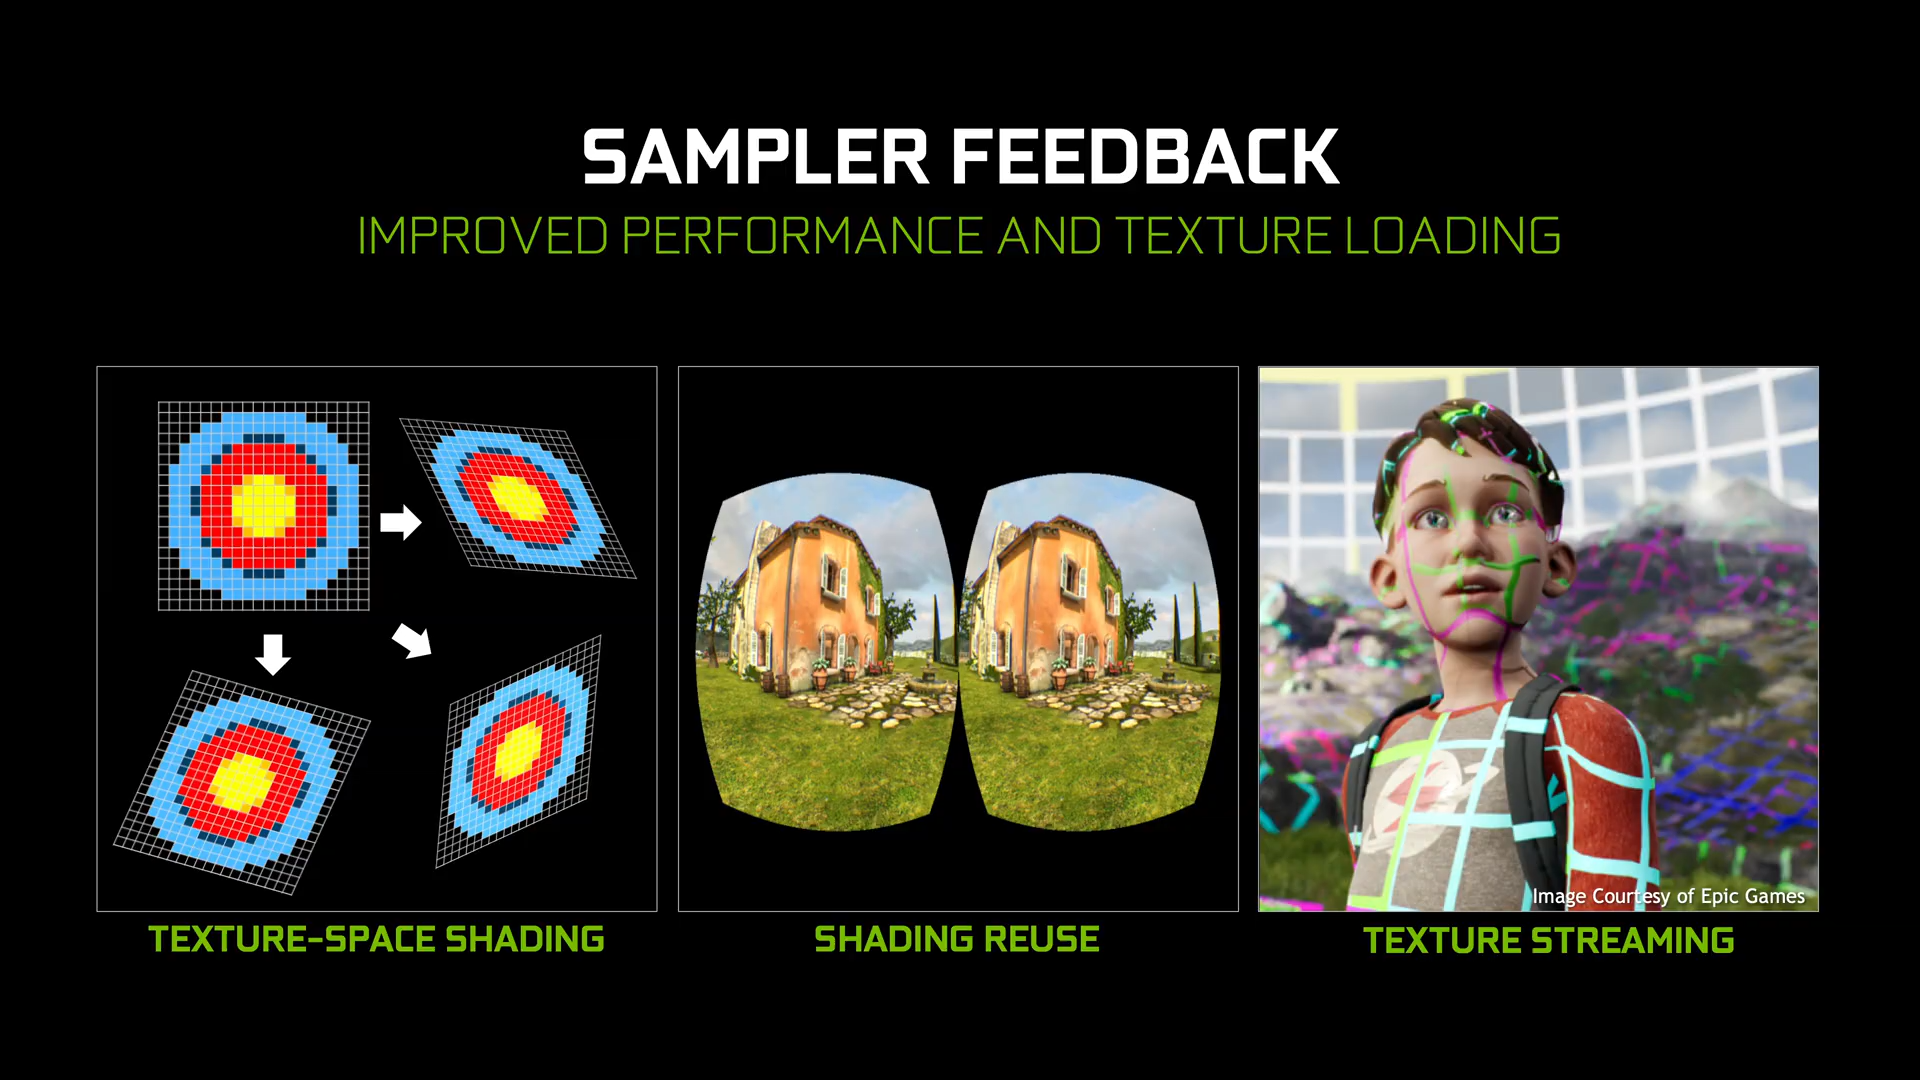 SAMPLER FEEDBACK
IMPROVED PERFORMANCE AND TEXTURE LOADING
Image Courtesy of Epic Games
TEXTURE-SPACE SHADING
SHADING REUSE
TEXTURE STREAMING